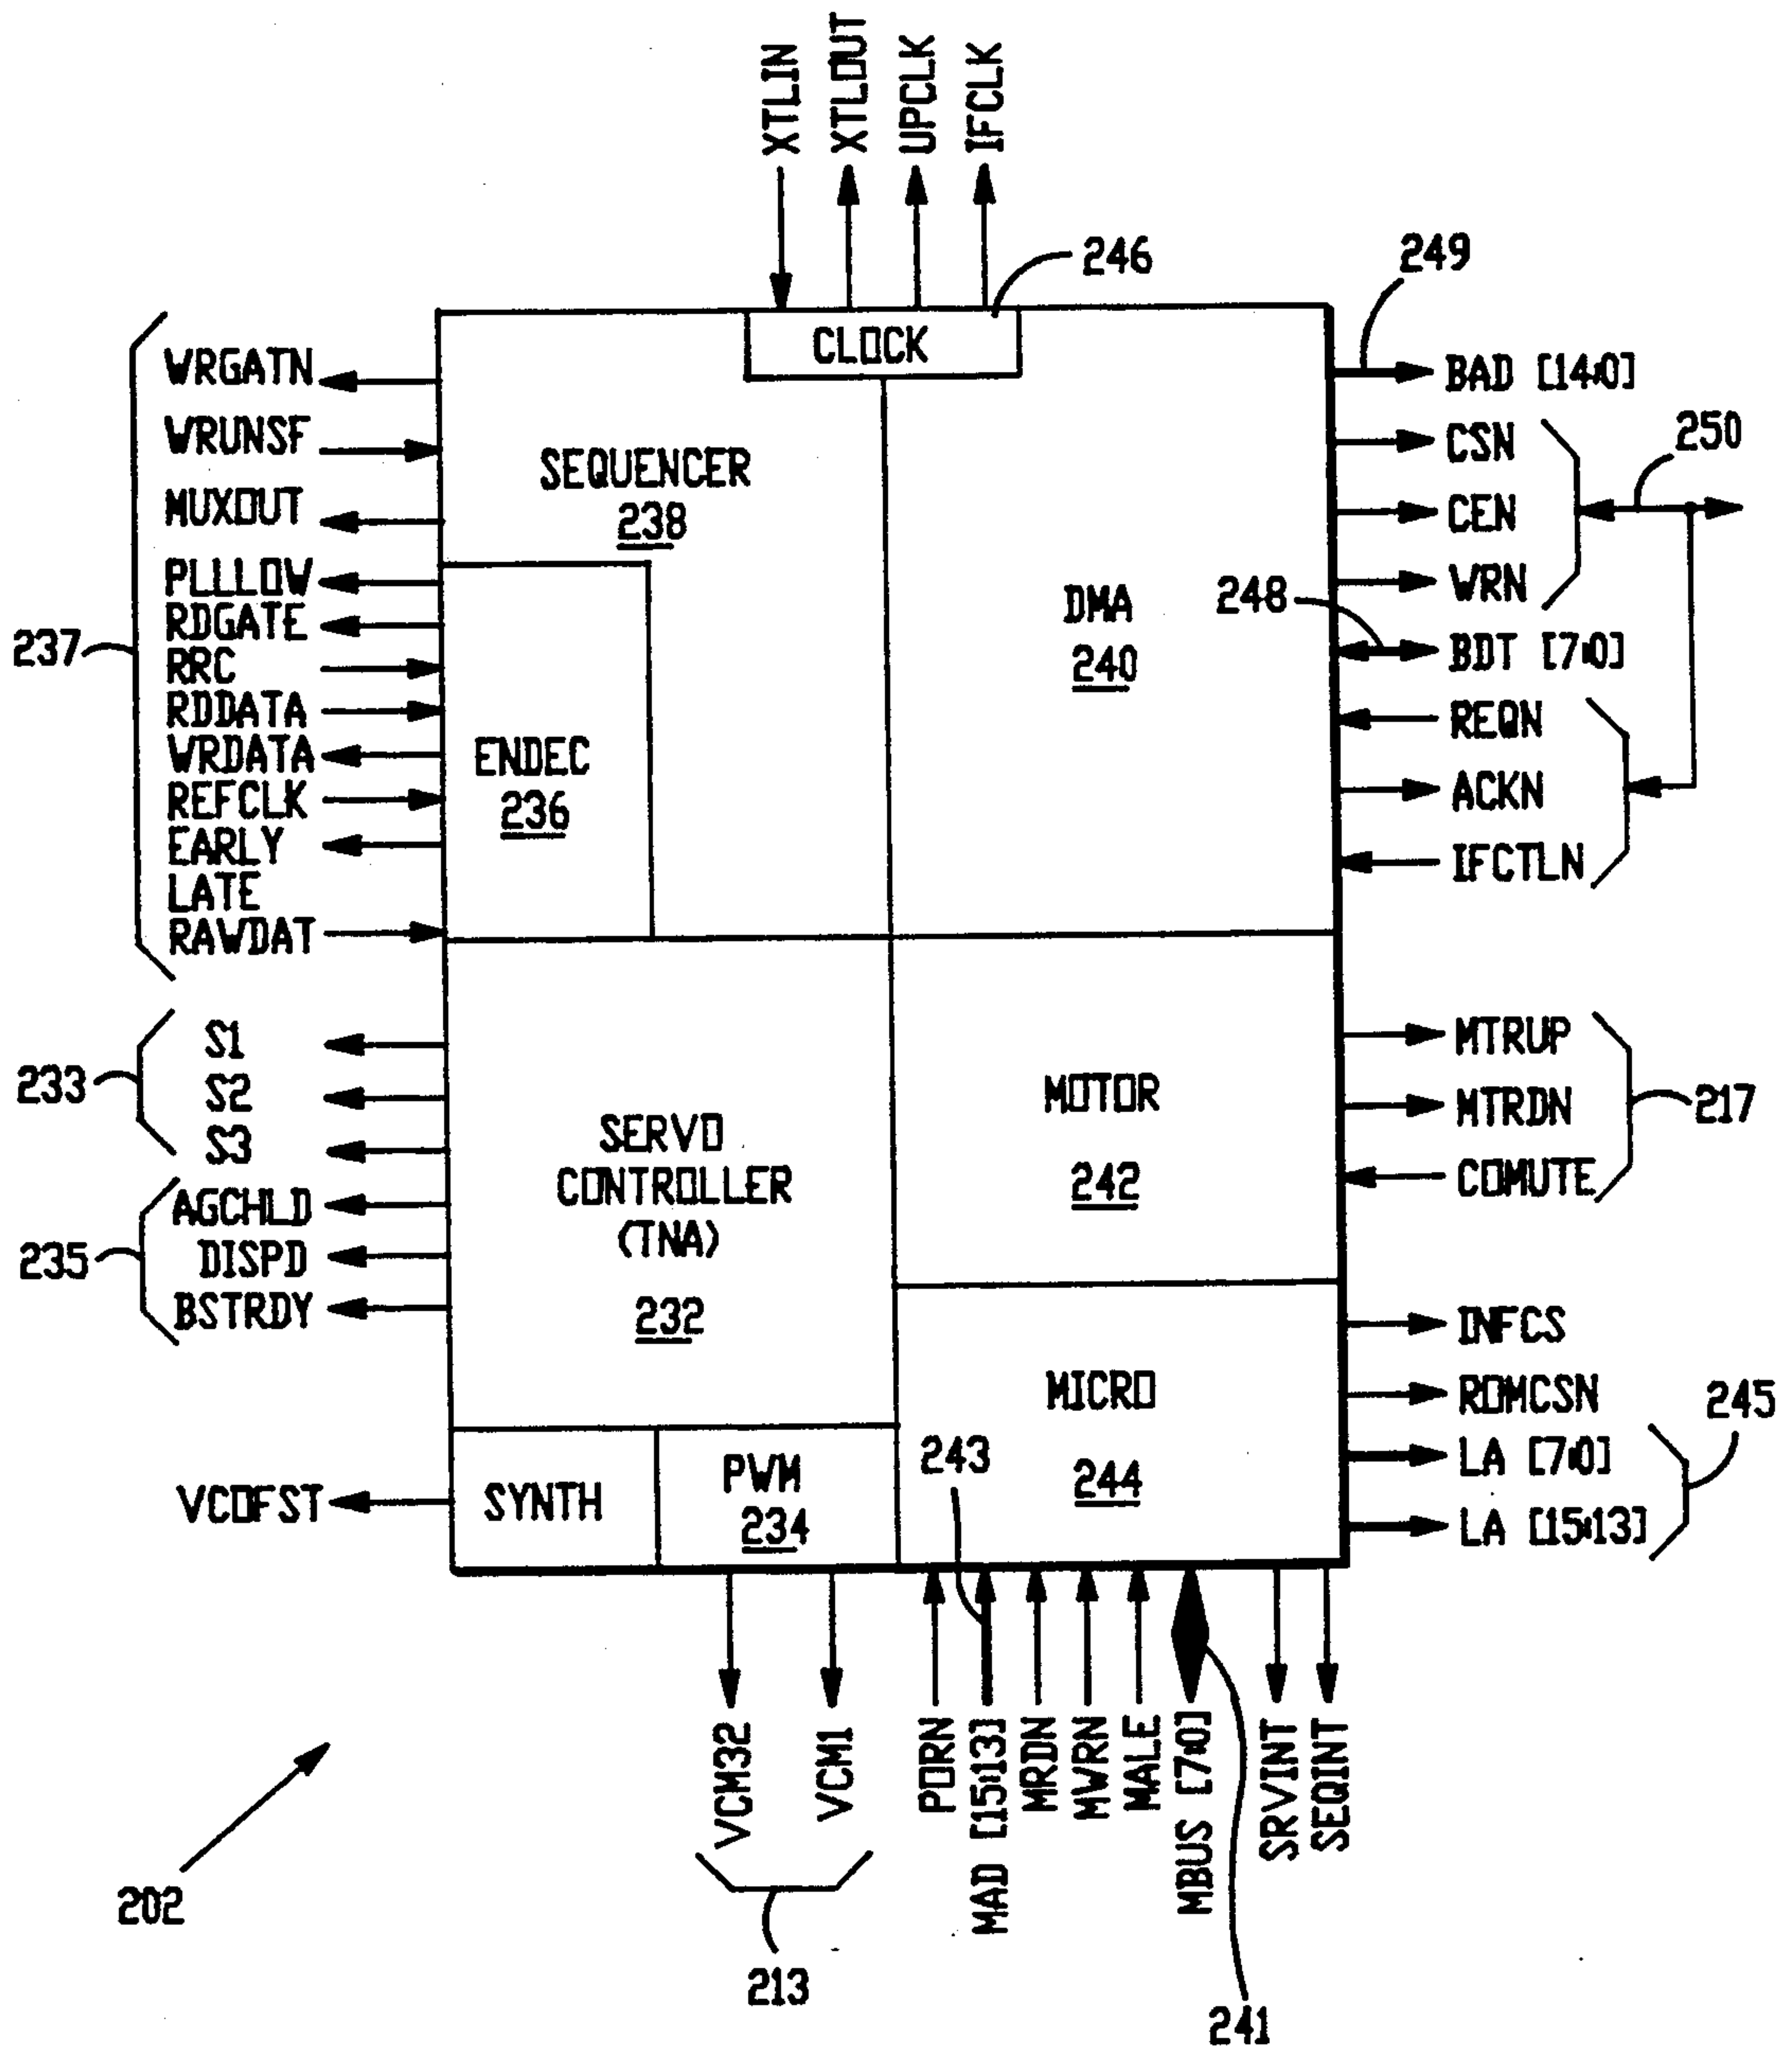 XTLIN
XTLOUT
UPCLK
IFCLK
246
249
CLOCK
WRGATN
WRUNSF
MUXOUT
PLLLOW
RDGATE
RRC
RDDATA
WRDATA
REFCLK
EARLY
LATE
RAWDAT
237
SEQUENCER
238
ENDEC
236
DMA
240
248
BAD [14:0]
CSN
CEN
WRN
250
BDT [7:0]
REQN
ACKN
IFCTLN
S1
S2
S3
233
AGCHLD
DISPD
BSTRDY
235
SERVO
CONTROLLER
(TNA)
232
MOTOR
242
MTRUP
MTRDN
COMUTE
217
MICRO
244
243
INFCS
ROMCSN
LA [7:0]
LA [15:13]
245
VCOFST
SYNTH
PWM
234
VCM32
VCM1
213
PORN
MAD [15:13]
MRDN
MWRN
MALE
MBUS [7:0]
SRVINT
SEQINT
241
202